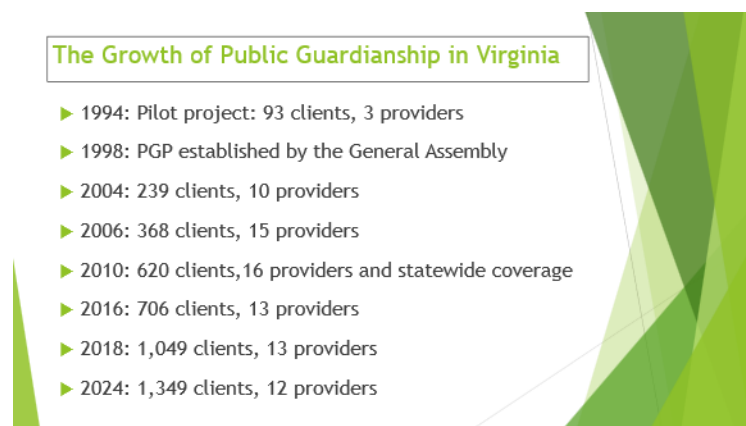 The Growth of Public Guardianship in Virginia
1994: Pilot project: 93 clients, 3 providers
1998: PGP established by the General Assembly
2004: 239 clients, 10 providers
2006: 368 clients, 15 providers
2010: 620 clients,16 providers and statewide coverage
2016: 706 clients, 13 providers
2018: 1,049 clients, 13 providers
2024: 1,349 clients, 12 providers